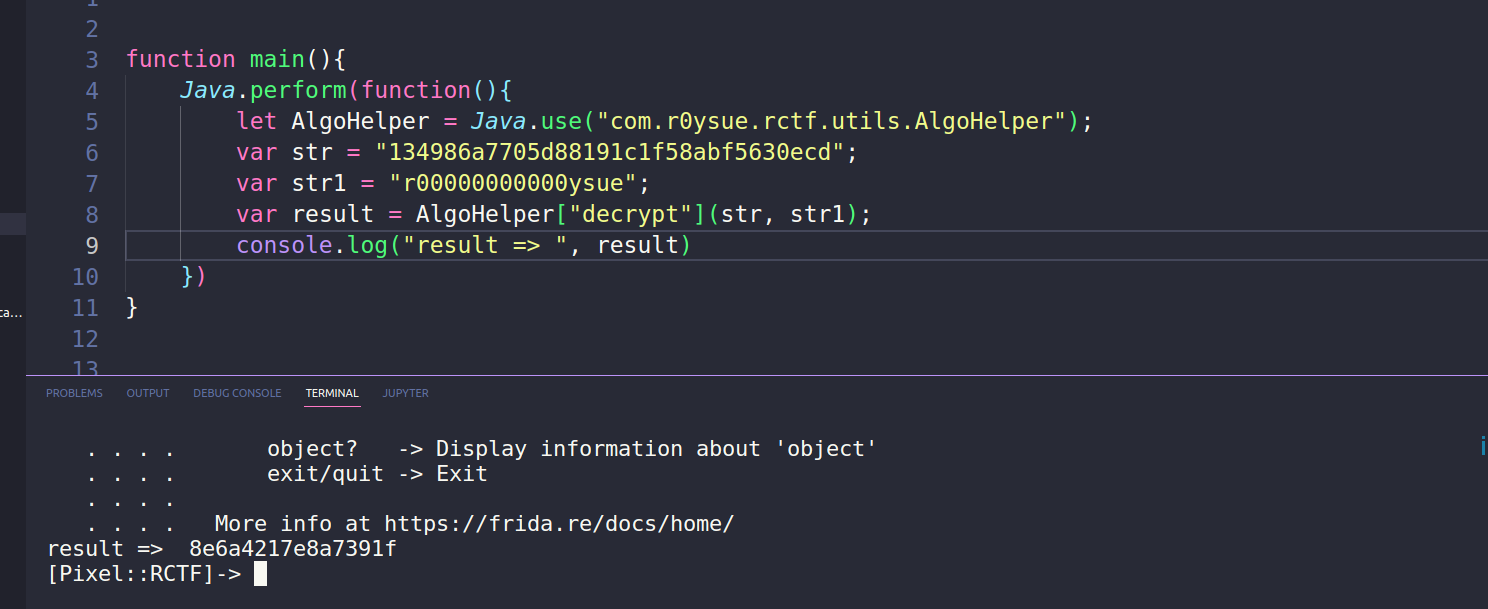 1
2
3 function main(){
4 Java.perform(function(){
5 let AlgoHelper = Java.use("com.r0ysue.rctf.utils.AlgoHelper");
6 var str = "134986a7705d88191c1f58abf5630ecd";
7 var str1 = "r00000000000ysue";
8 var result = AlgoHelper["decrypt"](str, str1);
9 console.log("result => ", result)
10 })
11 }
ca...
12
13
PROBLEMS OUTPUT DEBUG CONSOLE TERMINAL JUPYTER
. . . . object? -> Display information about 'object'
. . . . exit/quit -> Exit
. . . .
. . . . More info at https://frida.re/docs/home/
result => 8e6a4217e8a7391f
[Pixel::RCTF]->